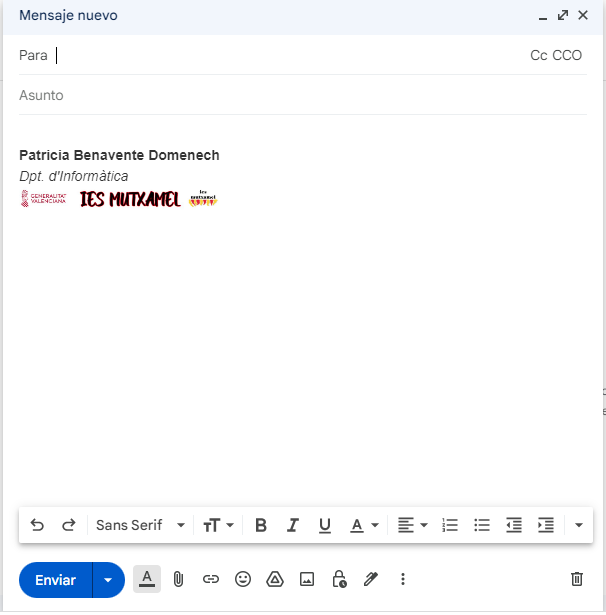 Mensaje nuevo
Para
Cc CCO
Asunto
Patricia Benavente Domenech
Dpt. d'Informàtica
GENERALITAT
VALENCIANA
IES MUTXAMEL
ies
mutxamel
Sans Serif
Enviar